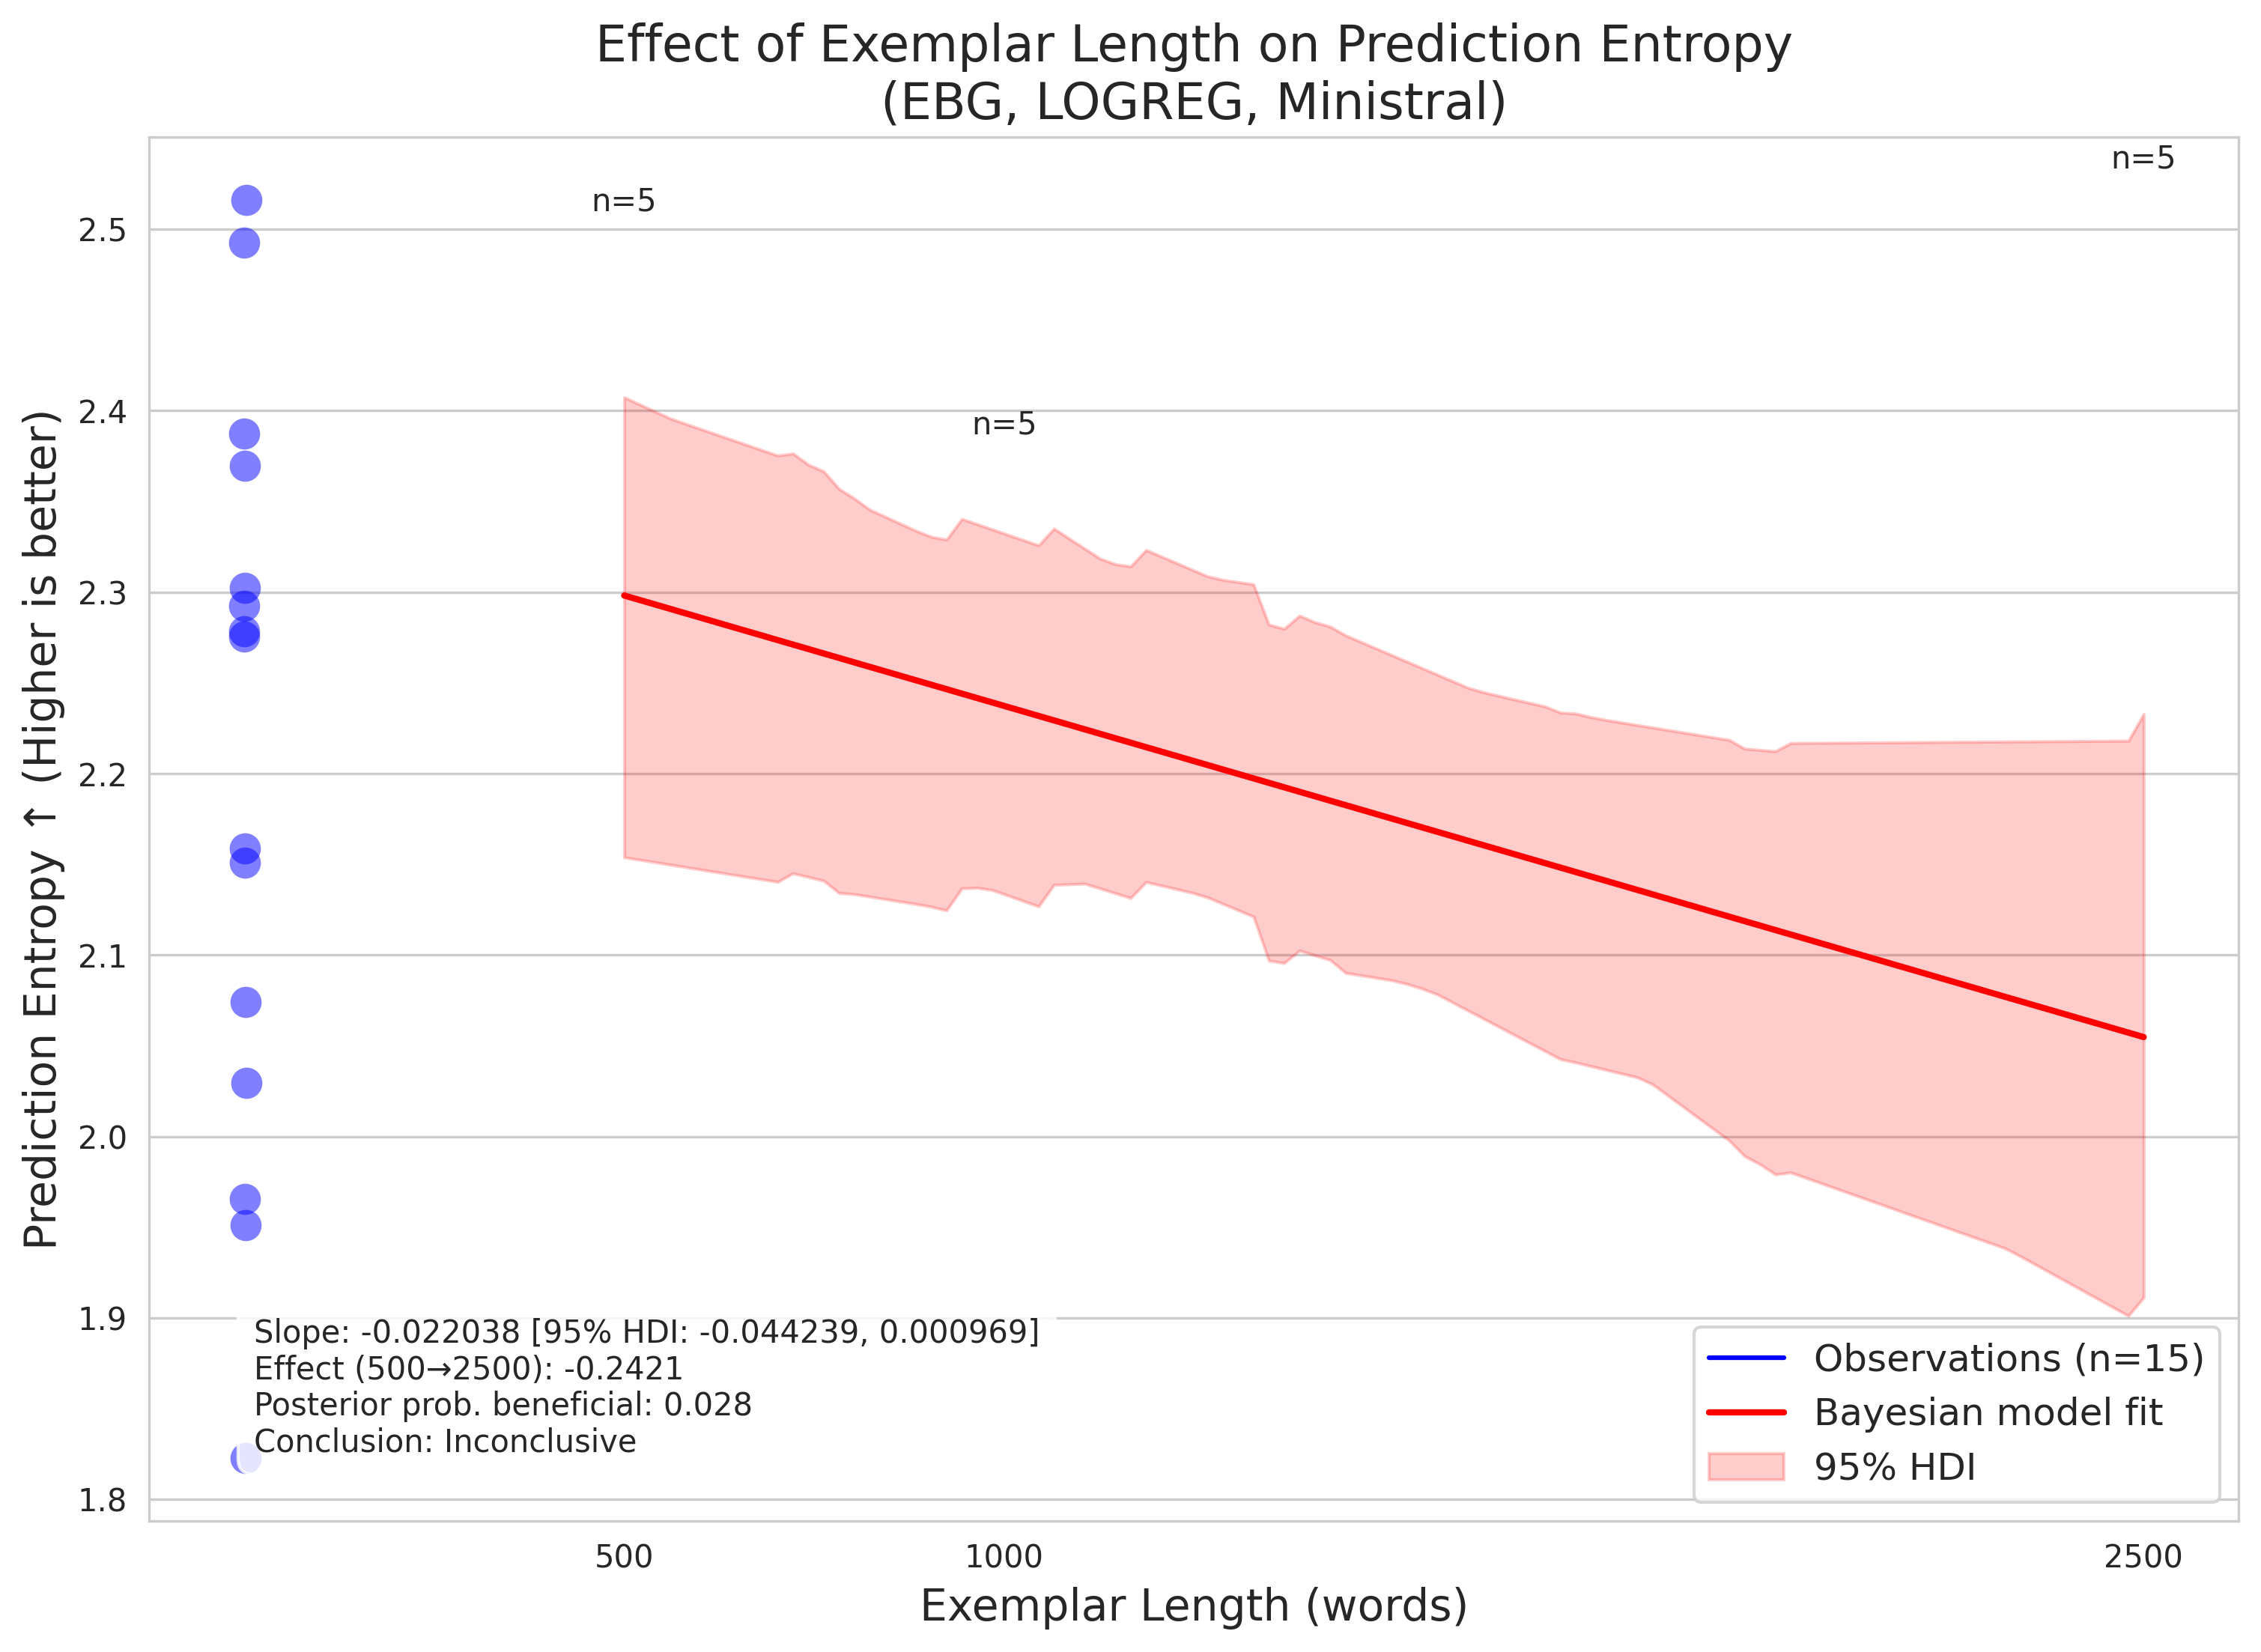 Effect of Exemplar Length on Prediction Entropy
(EBG, LOGREG, Ministral)
Prediction Entropy ↑ (Higher is better)
2.5
2.4
2.3
2.2
2.1
2.0
1.9
1.8
n=5
n=5
n=5
Slope: -0.022038 [95% HDI: -0.044239, 0.000969]
Effect (500→2500): -0.2421
Posterior prob. beneficial: 0.028
Conclusion: Inconclusive
Observations (n=15)
Bayesian model fit
95% HDI
500
1000
2500
Exemplar Length (words)